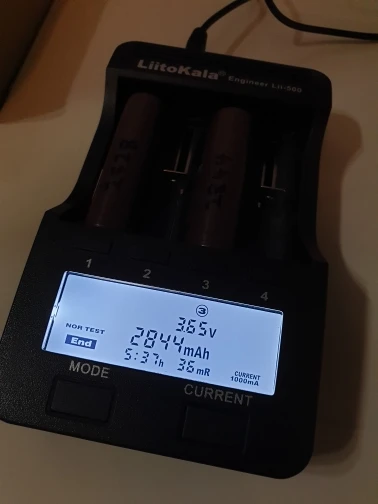 LiitoKala® Engineer Lii-500
1 2 3 4
3
3.65V
NOR TEST
2844mAh
End
5:37h 36mR
CURRENT
1000mA
MODE
CURRENT